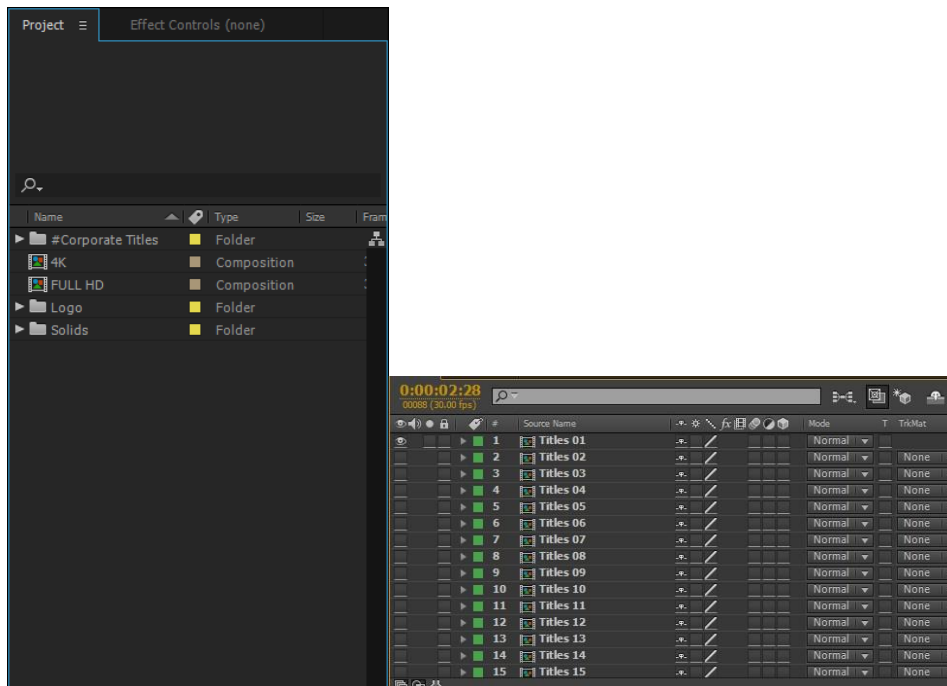 Project Effect Controls (none)
Name Type Size Fram
#Corporate Titles Folder
4K Composition
FULL HD Composition
Logo Folder
Solids Folder
0:00:02:28
00088 (30.00 fps)
# Source Name fx Mode T TrkMat
1 Titles 01 Normal
2 Titles 02 Normal None
3 Titles 03 Normal None
4 Titles 04 Normal None
5 Titles 05 Normal None
6 Titles 06 Normal None
7 Titles 07 Normal None
8 Titles 08 Normal None
9 Titles 09 Normal None
10 Titles 10 Normal None
11 Titles 11 Normal None
12 Titles 12 Normal None
13 Titles 13 Normal None
14 Titles 14 Normal None
15 Titles 15 Normal None